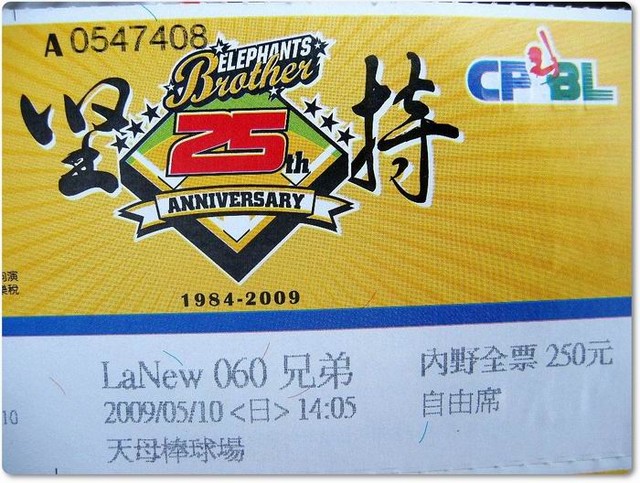 A 0547408
ELEPHANTS
Brother
CPBL
堅持
25th
ANNIVERSARY
1984-2009
LaNew 060 兄弟
內野全票 250元
2009/05/10 <日> 14:05
自由席
10
天母棒球場